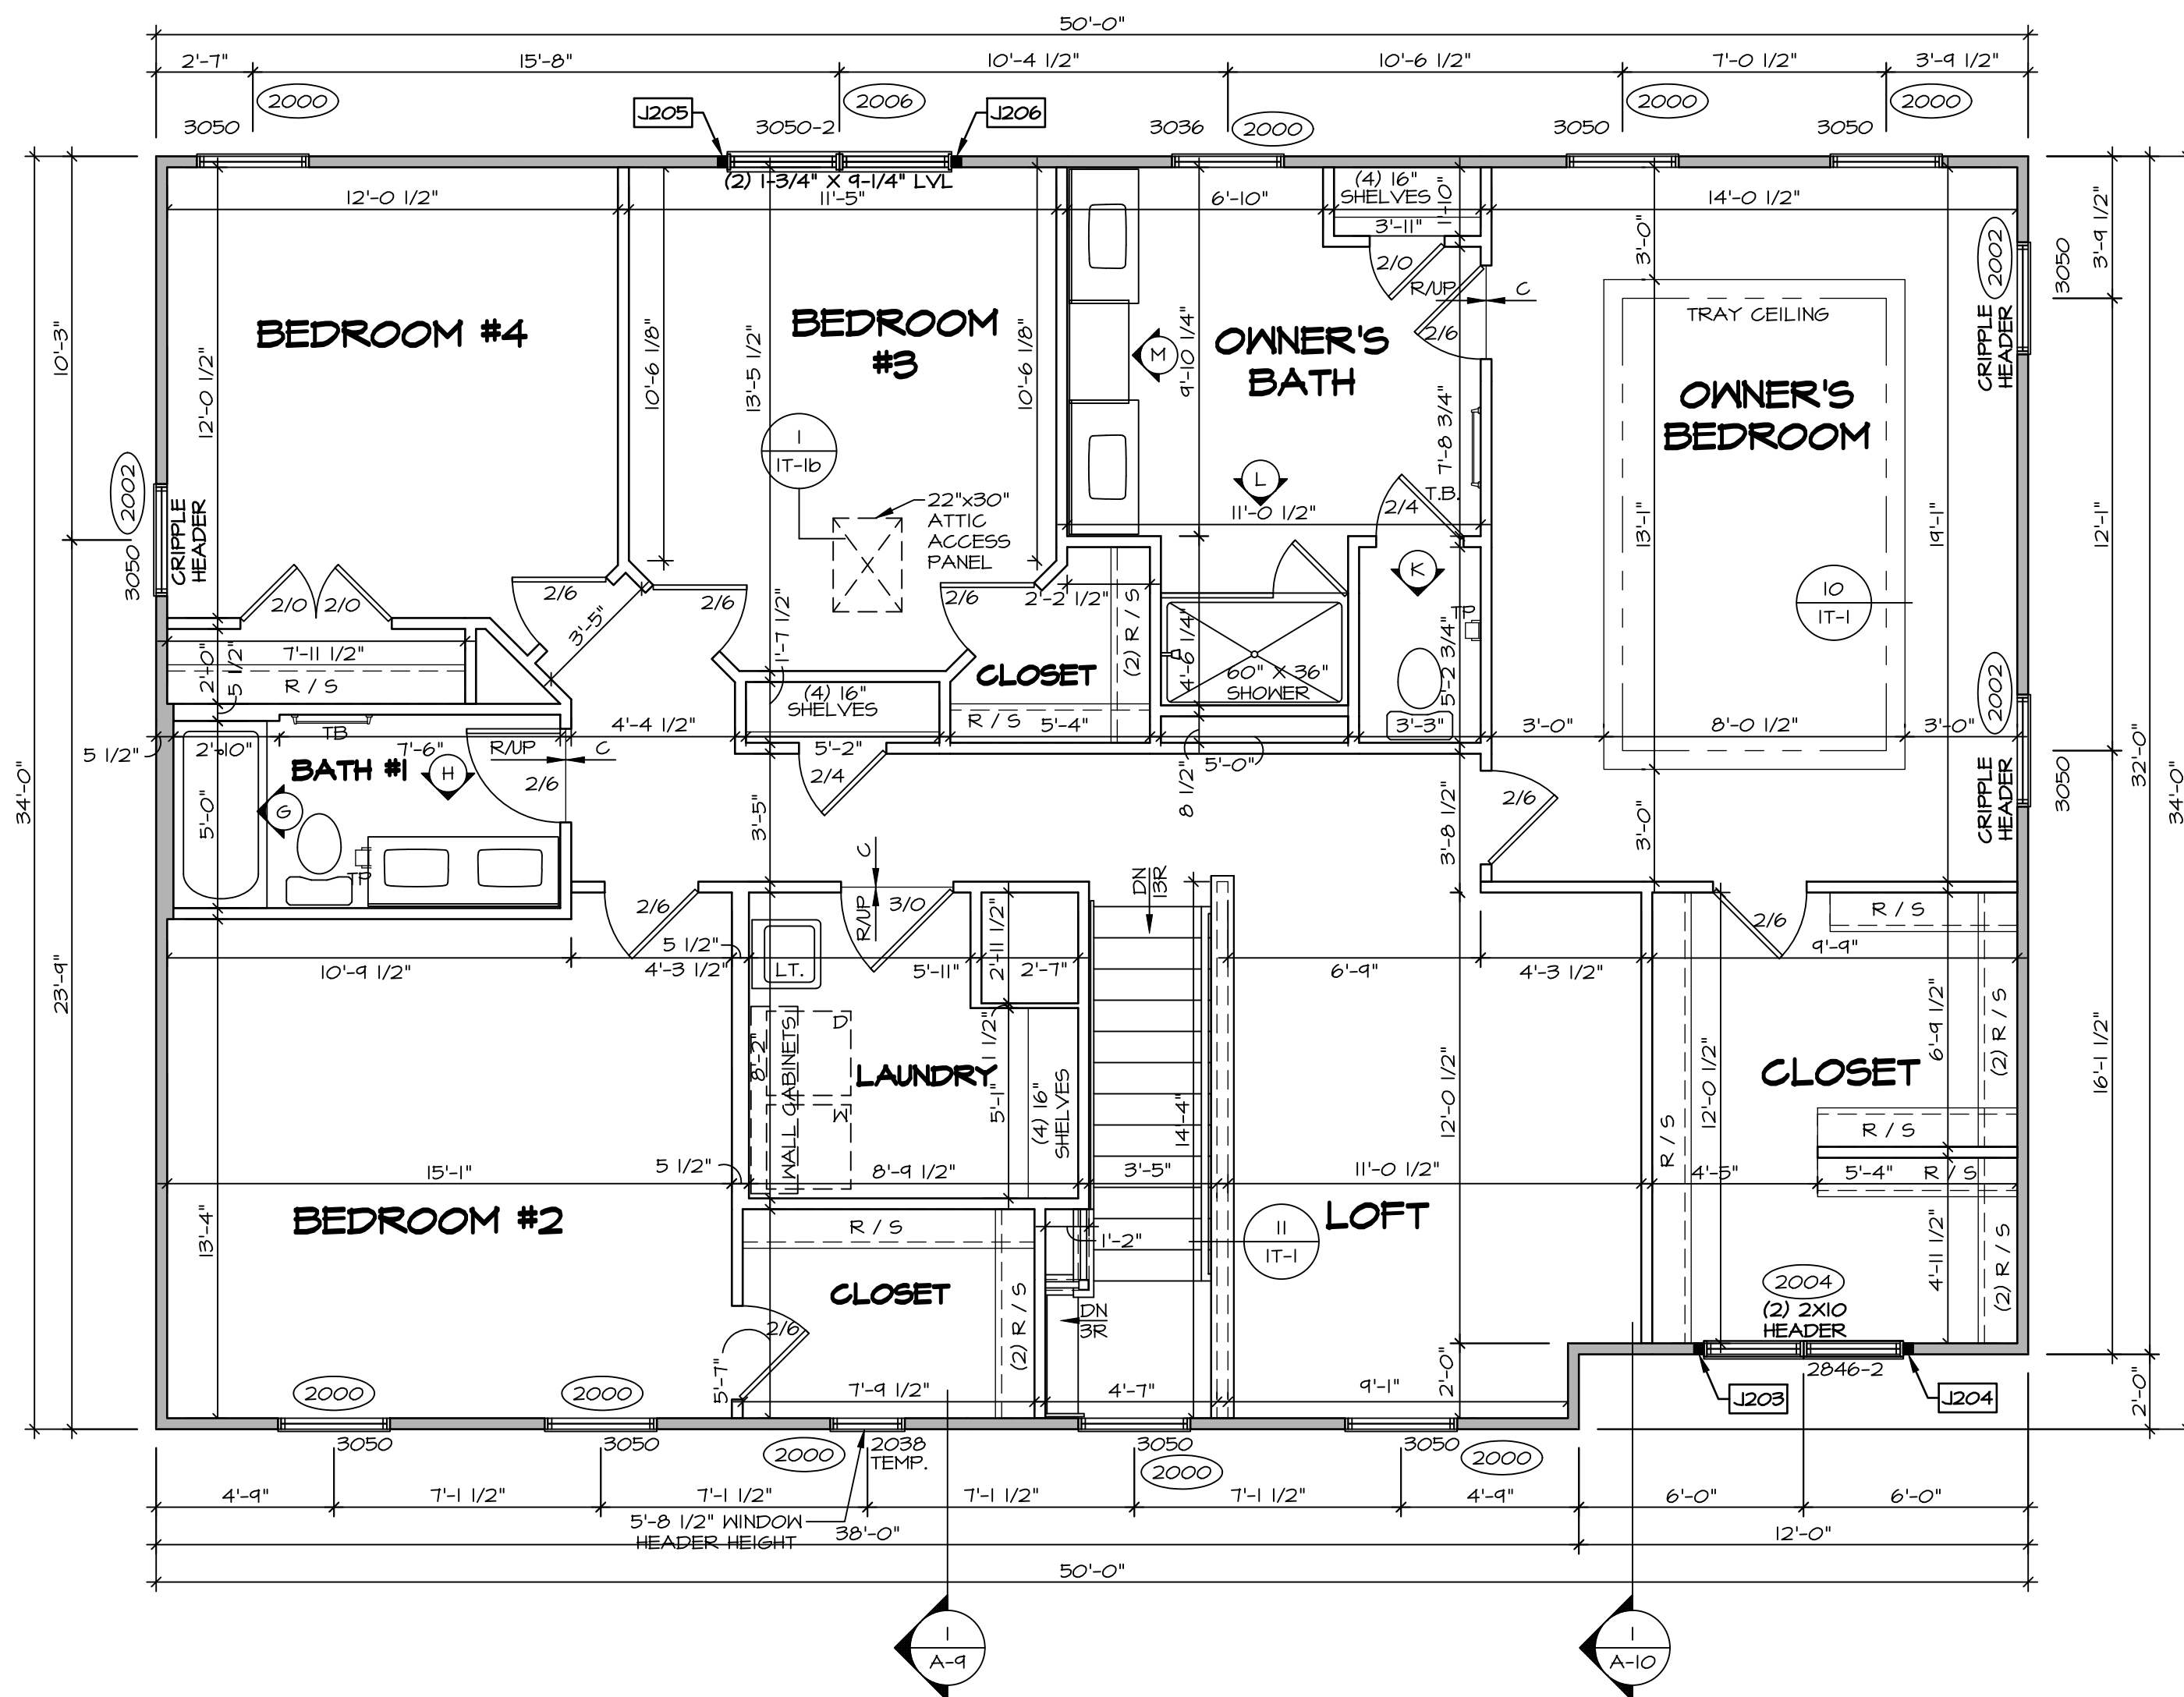 50'-0"
2'-7"
15'-8"
10'-4 1/2"
10'-6 1/2"
7'-0 1/2"
3'-9 1/2"
2000
2006
2000
2000
J205
J206
3050
3050-2
3036
2000
3050
3050
(2) 1-3/4" X 9-1/4" LVL
12'-0 1/2"
11'-5"
6'-10"
(4) 16"
SHELVES
3'-11"
1'-10"
14'-0 1/2"
3'-0"
2002
3050
3'-9 1/2"
2/0
R/UP
C
2/6
TRAY CEILING
CRIPPLE
HEADER
BEDROOM #4
BEDROOM
#3
OWNER'S
BATH
M
OWNER'S
BEDROOM
10'-3"
12'-0 1/2"
10'-6 1/8"
13'-5 1/2"
10'-6 1/8"
9'-10 1/4"
7'-8 3/4"
1
IT-1b
L
T.B.
2/4
11'-0 1/2"
22"x30"
ATTIC
ACCESS
PANEL
2002
3050
CRIPPLE
HEADER
13'-1"
19'-1"
12'-1"
2/0
2/0
2/6
2/6
3'-5"
2/6
2'-2 1/2"
K
TP
10
IT-1
7'-11 1/2"
R / S
2'-0"
5 1/2"
1'-7 1/2"
CLOSET
(2) R / S
4'-6 1/4"
60" X 36"
SHOWER
5'-2 3/4"
(4) 16"
SHELVES
R / S
5'-4"
3'-3"
3'-0"
8'-0 1/2"
3'-0"
2002
3050
CRIPPLE
HEADER
32'-0"
34'-0"
34'-0"
5 1/2"
2'-10"
TB
7'-6"
R/UP
C
4'-4 1/2"
5'-2"
5'-0"
8 1/2"
BATH #1
H
2/6
2/4
G
5'-0"
TP
3'-5"
3'-8 1/2"
2/6
3'-0"
C
R/UP
3/0
DN
13R
2/6
5 1/2"
10'-9 1/2"
4'-3 1/2"
LT.
5'-11"
2'-11 1/2"
2'-7"
6'-9"
4'-3 1/2"
2/6
R / S
9'-9"
23'-9"
8'-2"
WALL CABINETS
D
W
LAUNDRY
1 1/2"
5'-1"
(4) 16"
SHELVES
14'-4"
12'-0 1/2"
R / S
12'-0 1/2"
CLOSET
6'-9 1/2"
(2) R / S
16'-1 1/2"
R / S
15'-1"
5 1/2"
8'-9 1/2"
3'-5"
11'-0 1/2"
4'-5"
5'-4"
R / S
BEDROOM #2
13'-4"
R / S
1'-2"
11
IT-1
LOFT
4'-11 1/2"
(2) R / S
CLOSET
(2) R / S
DN
3R
2004
(2) 2X10
HEADER
2846-2
J203
J204
2/6
5'-7"
7'-9 1/2"
4'-7"
9'-1"
2'-0"
2'-0"
2000
2000
3050
3050
2000
2038
TEMP.
3050
2000
3050
2000
4'-9"
7'-1 1/2"
7'-1 1/2"
7'-1 1/2"
7'-1 1/2"
4'-9"
6'-0"
6'-0"
5'-8 1/2" WINDOW
HEADER HEIGHT
38'-0"
12'-0"
50'-0"
1
A-9
1
A-10